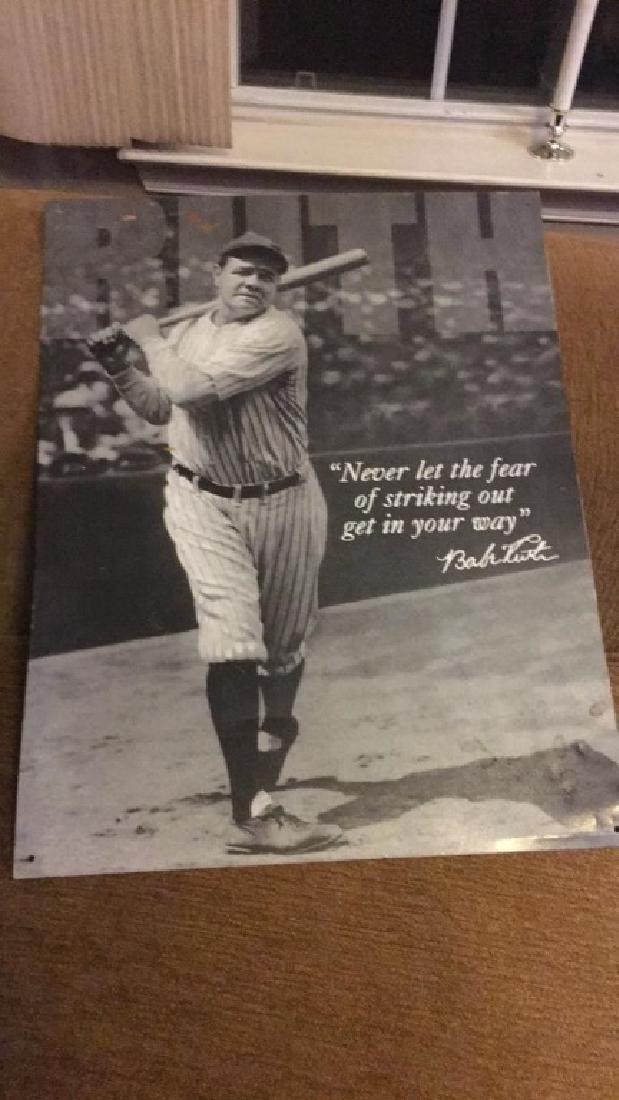 RUTH
"Never let the fear
of striking out
get in your way"
Babe Ruth